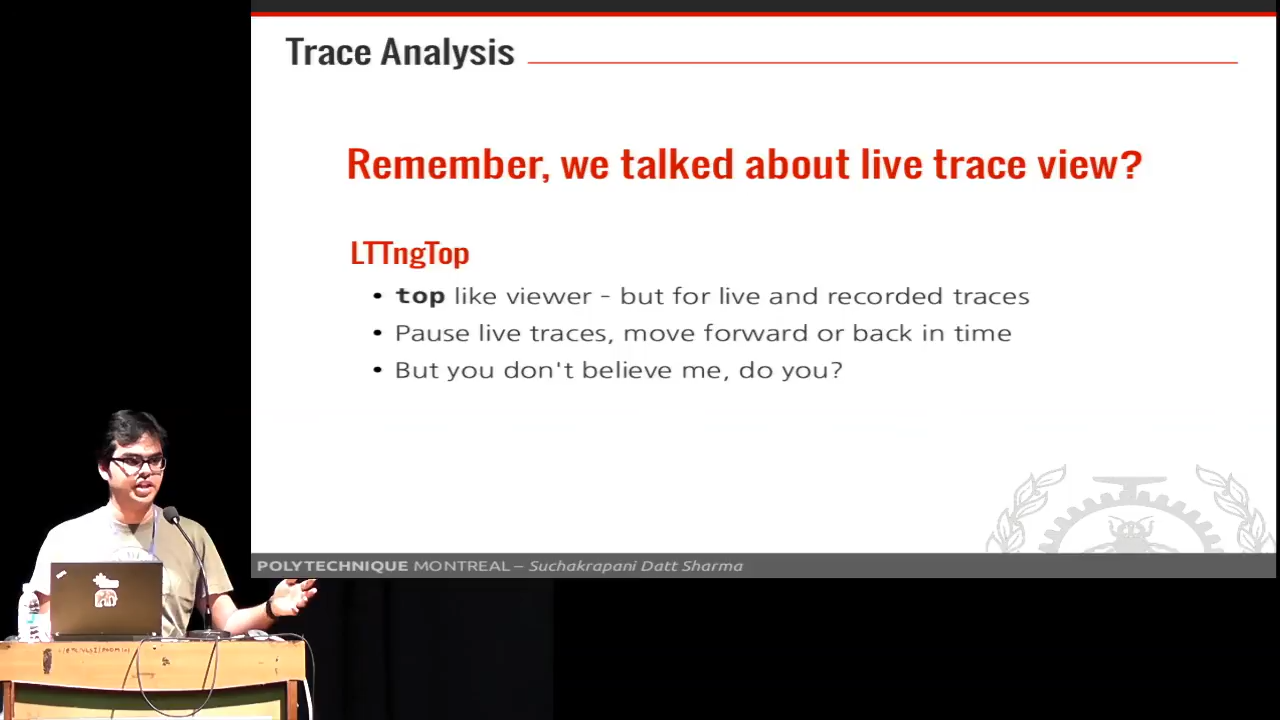 Trace Analysis
Remember, we talked about live trace view?
LTTngTop
• top like viewer - but for live and recorded traces
• Pause live traces, move forward or back in time
• But you don't believe me, do you?
POLYTECHNIQUE MONTREAL – Suchakrapani Datt Sharma